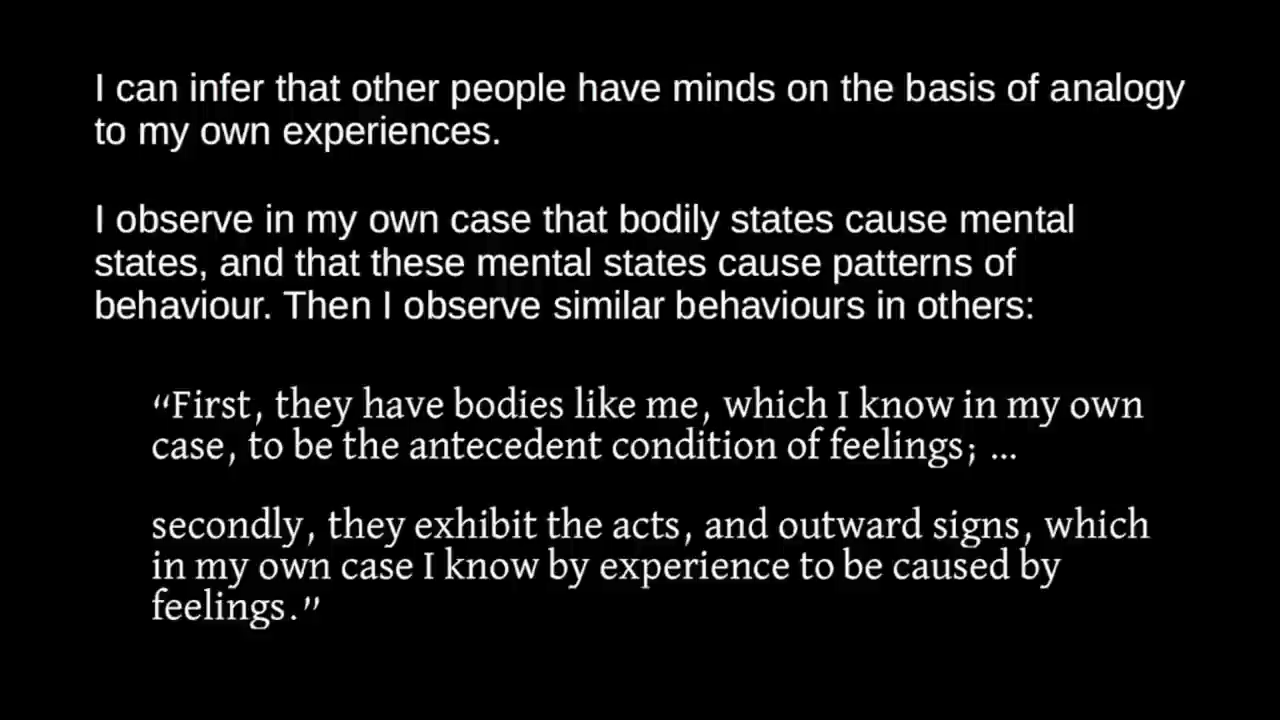 I can infer that other people have minds on the basis of analogy
to my own experiences.
I observe in my own case that bodily states cause mental
states, and that these mental states cause patterns of
behaviour. Then I observe similar behaviours in others:
“First, they have bodies like me, which I know in my own
case, to be the antecedent condition of feelings; ...
secondly, they exhibit the acts, and outward signs, which
in my own case I know by experience to be caused by
feelings.”